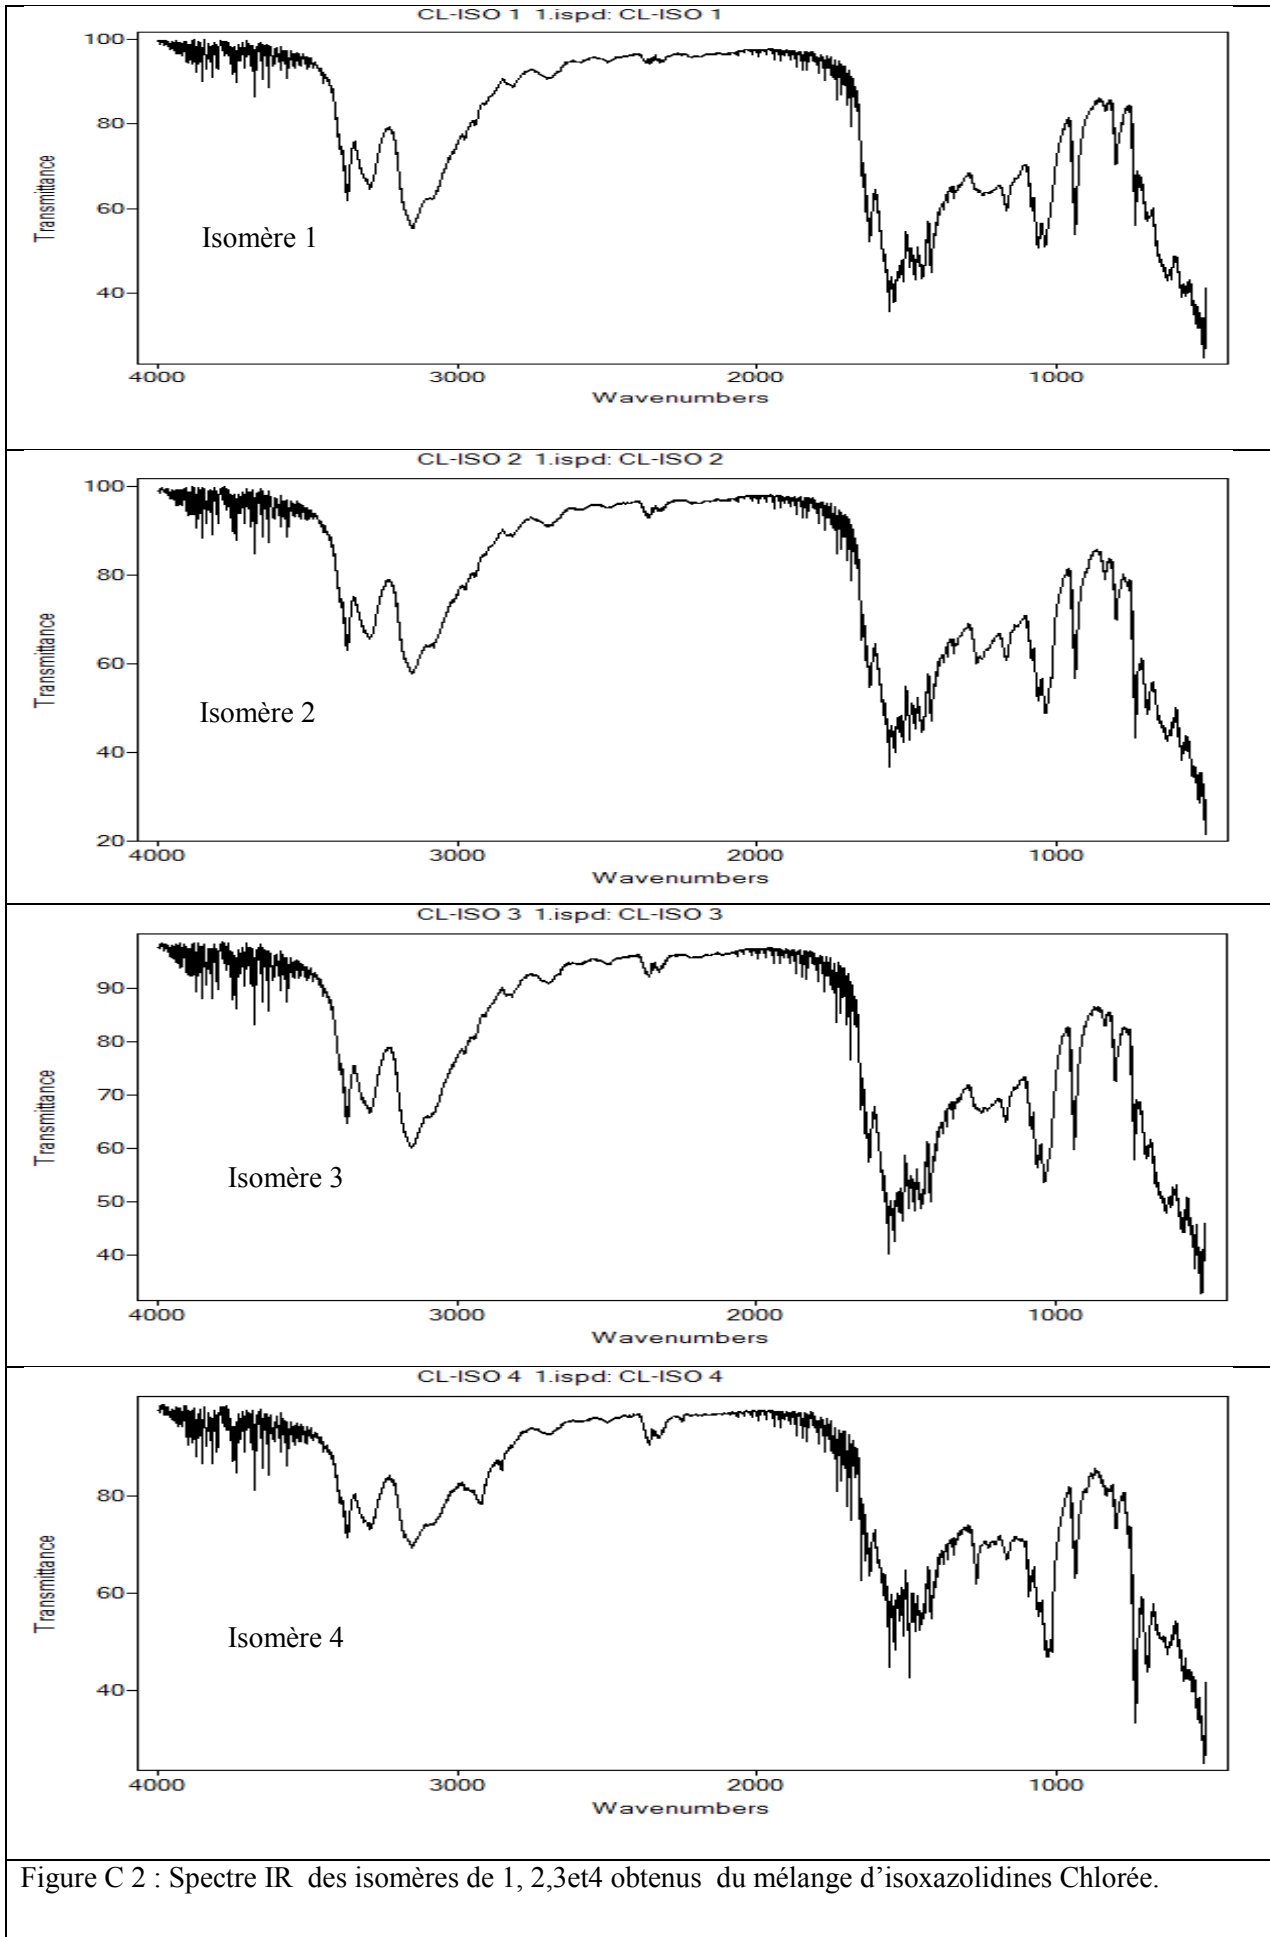 CL-ISO 1 1.ispd: CL-ISO 1
100
80
60
40
Transmittance
Isomère 1
4000 3000 2000 1000
Wavenumbers
CL-ISO 2 1.ispd: CL-ISO 2
100
80
60
40
20
Transmittance
Isomère 2
4000 3000 2000 1000
Wavenumbers
CL-ISO 3 1.ispd: CL-ISO 3
90
80
70
60
50
40
Transmittance
Isomère 3
4000 3000 2000 1000
Wavenumbers
CL-ISO 4 1.ispd: CL-ISO 4
80
60
40
Transmittance
Isomère 4
4000 3000 2000 1000
Wavenumbers
Figure C 2 : Spectre IR des isomères de 1, 2,3et4 obtenus du mélange d’isoxazolidines Chlorée.